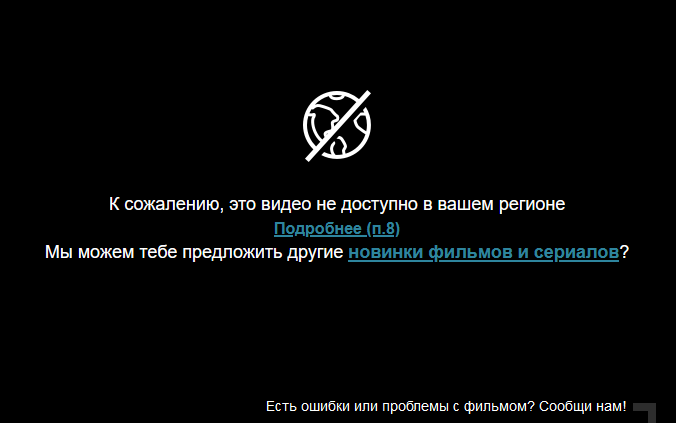 К сожалению, это видео не доступно в вашем регионе
Подробнее (п.8)
Мы можем тебе предложить другие новинки фильмов и сериалов?
Есть ошибки или проблемы с фильмом? Сообщи нам!